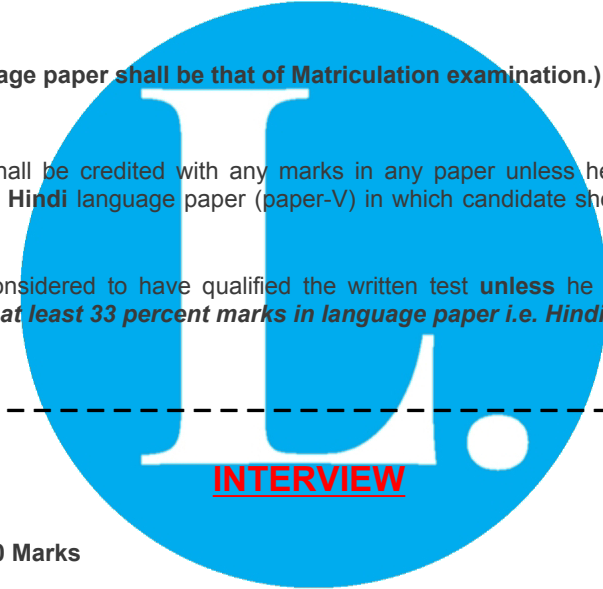 age paper shall be that of Matriculation examination.)
hall be credited with any marks in any paper unless he
Hindi language paper (paper-V) in which candidate sho
onsidered to have qualified the written test unless he
at least 33 percent marks in language paper i.e. Hindi
L.
INTERVIEW
0 Marks